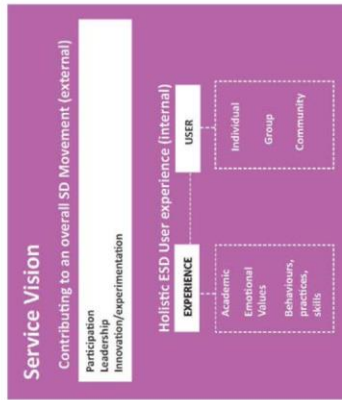 Service Vision
Contributing to an overall SD Movement (external)
Participation
Leadership
Innovation/experimentation
Holistic ESD User experience (internal)
EXPERIENCE
Academic
Emotional
Values
Behaviours,
practices,
skills
USER
Individual
Group
Community